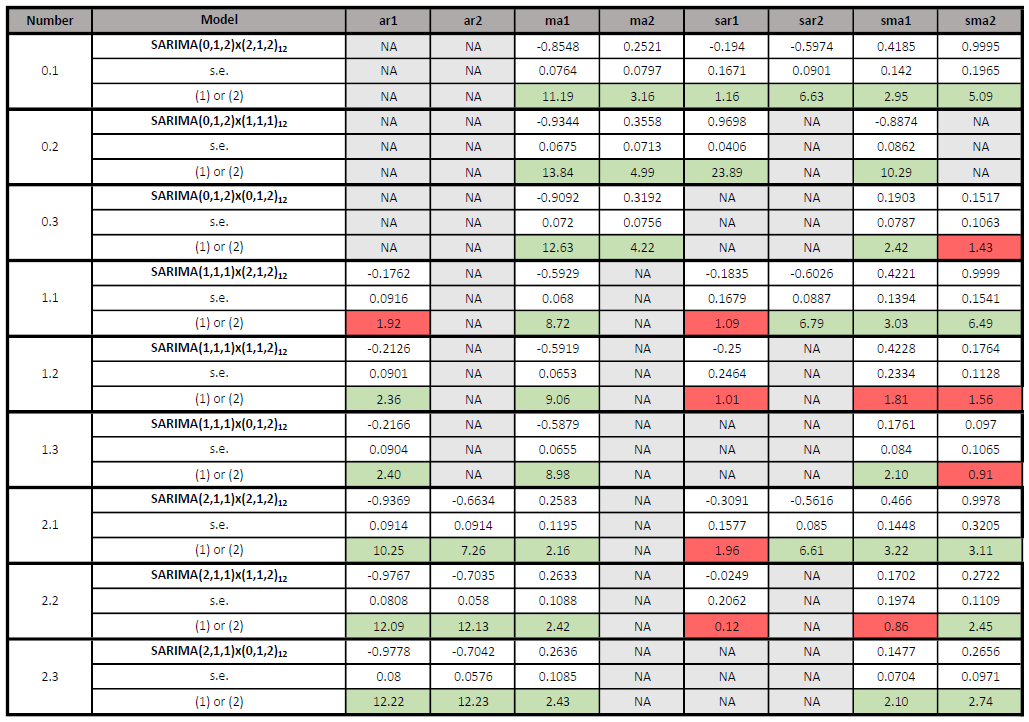 Number Model ar1 ar2 ma1 ma2 sar1 sar2 sma1 sma2
0.1
SARIMA(0,1,2)x(2,1,2)12 NA NA -0.8548 0.2521 -0.194 -0.5974 0.4185 0.9995
s.e. NA NA 0.0764 0.0797 0.1671 0.0901 0.142 0.1965
(1) or (2) NA NA 11.19 3.16 1.16 6.63 2.95 5.09
0.2
SARIMA(0,1,2)x(1,1,1)12 NA NA -0.9344 0.3558 0.9698 NA -0.8874 NA
s.e. NA NA 0.0675 0.0713 0.0406 NA 0.0862 NA
(1) or (2) NA NA 13.84 4.99 23.89 NA 10.29 NA
0.3
SARIMA(0,1,2)x(0,1,2)12 NA NA -0.9092 0.3192 NA NA 0.1903 0.1517
s.e. NA NA 0.072 0.0756 NA NA 0.0787 0.1063
(1) or (2) NA NA 12.63 4.22 NA NA 2.42 1.43
1.1
SARIMA(1,1,1)x(2,1,2)12 -0.1762 NA -0.5929 NA -0.1835 -0.6026 0.4221 0.9999
s.e. 0.0916 NA 0.068 NA 0.1679 0.0887 0.1394 0.1541
(1) or (2) 1.92 NA 8.72 NA 1.09 6.79 3.03 6.49
1.2
SARIMA(1,1,1)x(1,1,2)12 -0.2126 NA -0.5919 NA -0.25 NA 0.4228 0.1764
s.e. 0.0901 NA 0.0653 NA 0.2464 NA 0.2334 0.1128
(1) or (2) 2.36 NA 9.06 NA 1.01 NA 1.81 1.56
1.3
SARIMA(1,1,1)x(0,1,2)12 -0.2166 NA -0.5879 NA NA NA 0.1761 0.097
s.e. 0.0904 NA 0.0655 NA NA NA 0.084 0.1065
(1) or (2) 2.40 NA 8.98 NA NA NA 2.10 0.91
2.1
SARIMA(2,1,1)x(2,1,2)12 -0.9369 -0.6634 0.2583 NA -0.3091 -0.5616 0.466 0.9978
s.e. 0.0914 0.0914 0.1195 NA 0.1577 0.085 0.1448 0.3205
(1) or (2) 10.25 7.26 2.16 NA 1.96 6.61 3.22 3.11
2.2
SARIMA(2,1,1)x(1,1,2)12 -0.9767 -0.7035 0.2633 NA -0.0249 NA 0.1702 0.2722
s.e. 0.0808 0.058 0.1088 NA 0.2062 NA 0.1974 0.1109
(1) or (2) 12.09 12.13 2.42 NA 0.12 NA 0.86 2.45
2.3
SARIMA(2,1,1)x(0,1,2)12 -0.9778 -0.7042 0.2636 NA NA NA 0.1477 0.2656
s.e. 0.08 0.0576 0.1085 NA NA NA 0.0704 0.0971
(1) or (2) 12.22 12.23 2.43 NA NA NA 2.10 2.74